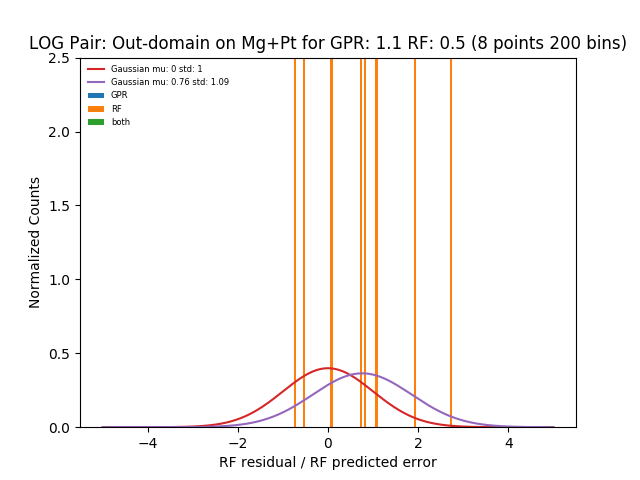 LOG Pair: Out-domain on Mg+Pt for GPR: 1.1 RF: 0.5 (8 points 200 bins)
Gaussian mu: 0 std: 1
Gaussian mu: 0.76 std: 1.09
GPR
RF
both
Normalized Counts
2.5
2.0
1.5
1.0
0.5
0.0
−4 −2 0 2 4
RF residual / RF predicted error